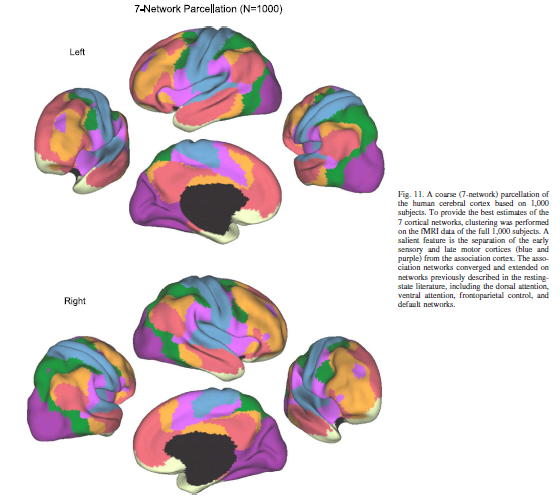 7-Network Parcellation (N=1000)
Left
Right
Fig. 11. A coarse (7-network) parcellation of
the human cerebral cortex based on 1,000
subjects. To provide the best estimates of the
7 cortical networks, clustering was performed
on the fMRI data of the full 1,000 subjects. A
salient feature is the separation of the early
sensory and late motor cortices (blue and
purple) from the association cortex. The asso-
ciation networks converged and extended on
networks previously described in the resting-
state literature, including the dorsal attention,
ventral attention, frontoparietal control, and
default networks.